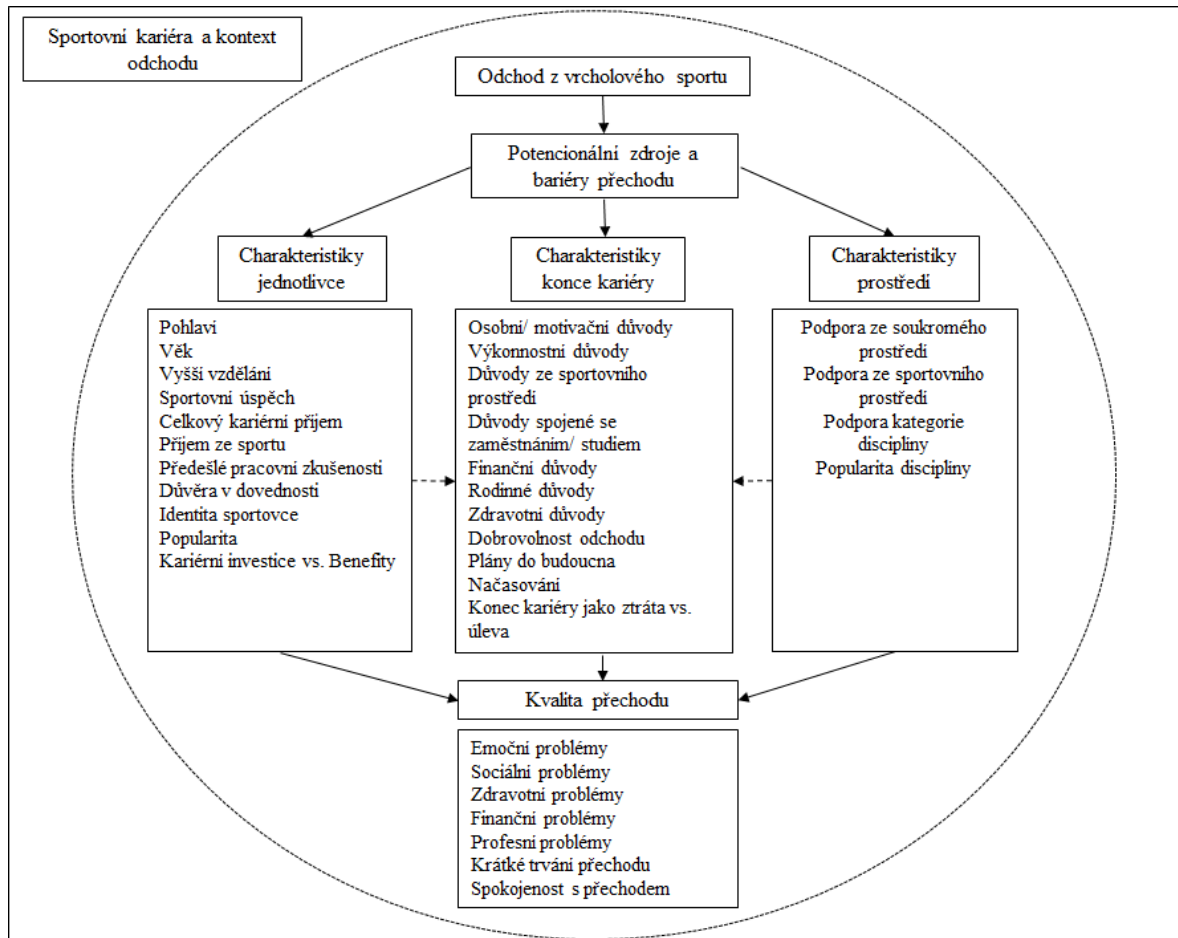 Sportovní kariéra a kontext
odchodu
Odchod z vrcholového sportu
Potencionální zdroje a
bariéry přechodu
Charakteristiky
jednotlivce
Charakteristiky
konce kariéry
Charakteristiky
prostředí
Pohlaví
Věk
Vyšší vzdělání
Sportovní úspěch
Celkový kariérní příjem
Příjem ze sportu
Předešlé pracovní zkušenosti
Důvěra v dovednosti
Identita sportovce
Popularita
Kariérní investice vs. Benefity
Osobní/ motivační důvody
Výkonnostní důvody
Důvody ze sportovního
prostředí
Důvody spojené se
zaměstnáním/ studiem
Finanční důvody
Rodinné důvody
Zdravotní důvody
Dobrovolnost odchodu
Plány do budoucna
Načasování
Konec kariéry jako ztráta vs.
úleva
Podpora ze soukromého
prostředí
Podpora ze sportovního
prostředí
Podpora kategorie
disciplíny
Popularita disciplíny
Kvalita přechodu
Emoční problémy
Sociální problémy
Zdravotní problémy
Finanční problémy
Profesní problémy
Krátké trvání přechodu
Spokojenost s přechodem